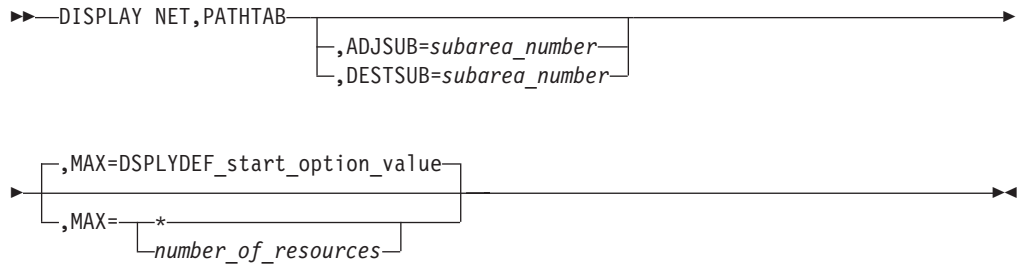 DISPLAY NET,PATHTAB
,ADJSUB=subarea_number
,DESTSUB=subarea_number
,MAX=DSPLYDEF_start_option_value
,MAX= *
number_of_resources